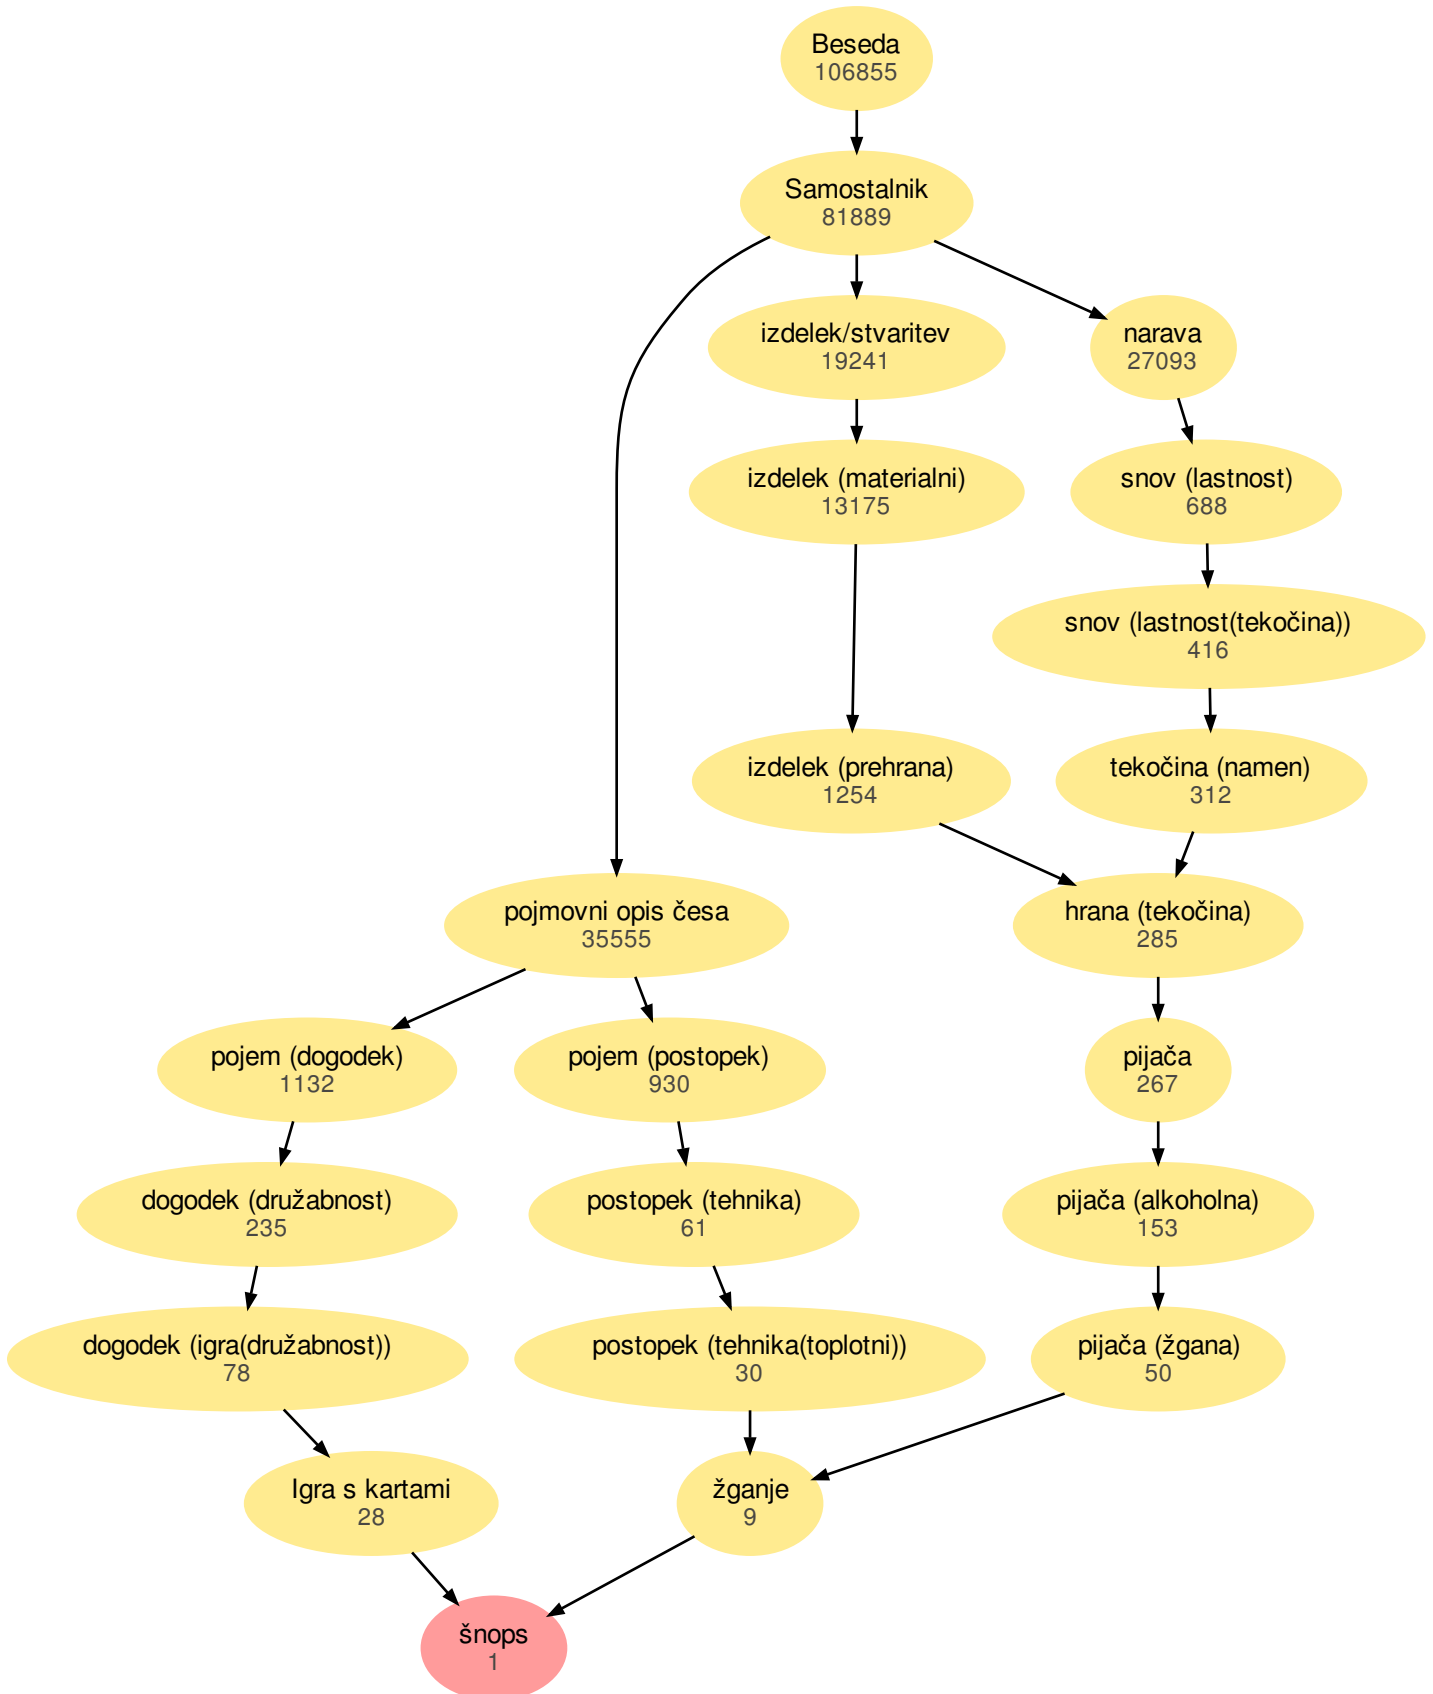 Beseda
106855
Samostalnik
81889
izdelek/stvaritev
19241
narava
27093
izdelek (materialni)
13175
snov (lastnost)
688
snov (lastnost(tekočina))
416
izdelek (prehrana)
1254
tekočina (namen)
312
pojmovni opis česa
35555
hrana (tekočina)
285
pojem (dogodek)
1132
pojem (postopek)
930
pijača
267
dogodek (družabnost)
235
postopek (tehnika)
61
pijača (alkoholna)
153
dogodek (igra(družabnost))
78
postopek (tehnika(toplotni))
30
pijača (žgana)
50
Igra s kartami
28
žganje
9
šnops
1